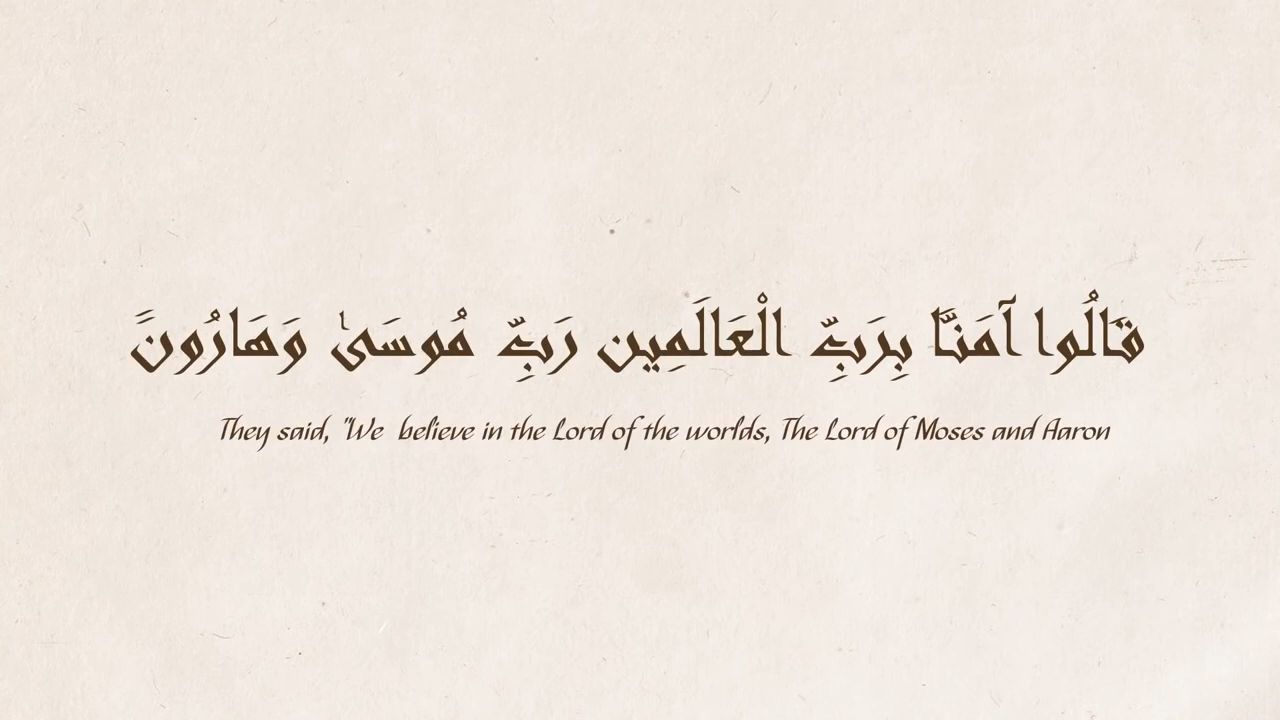 قَالُوا آمَنَّا بِرَبِّ الْعَالَمِين رَبِّ مُوسَىٰ وَهَارُونَ
They said, "We believe in the Lord of the worlds, The Lord of Moses and Aaron